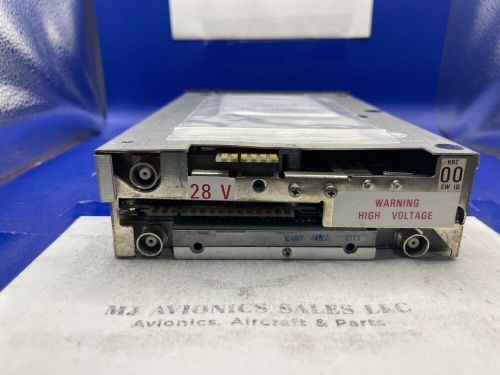 KRC
00
SW ID
28 V
WARNING
HIGH VOLTAGE
MJ AVIONICS SALES LLC
Avionics, Aircraft & Parts